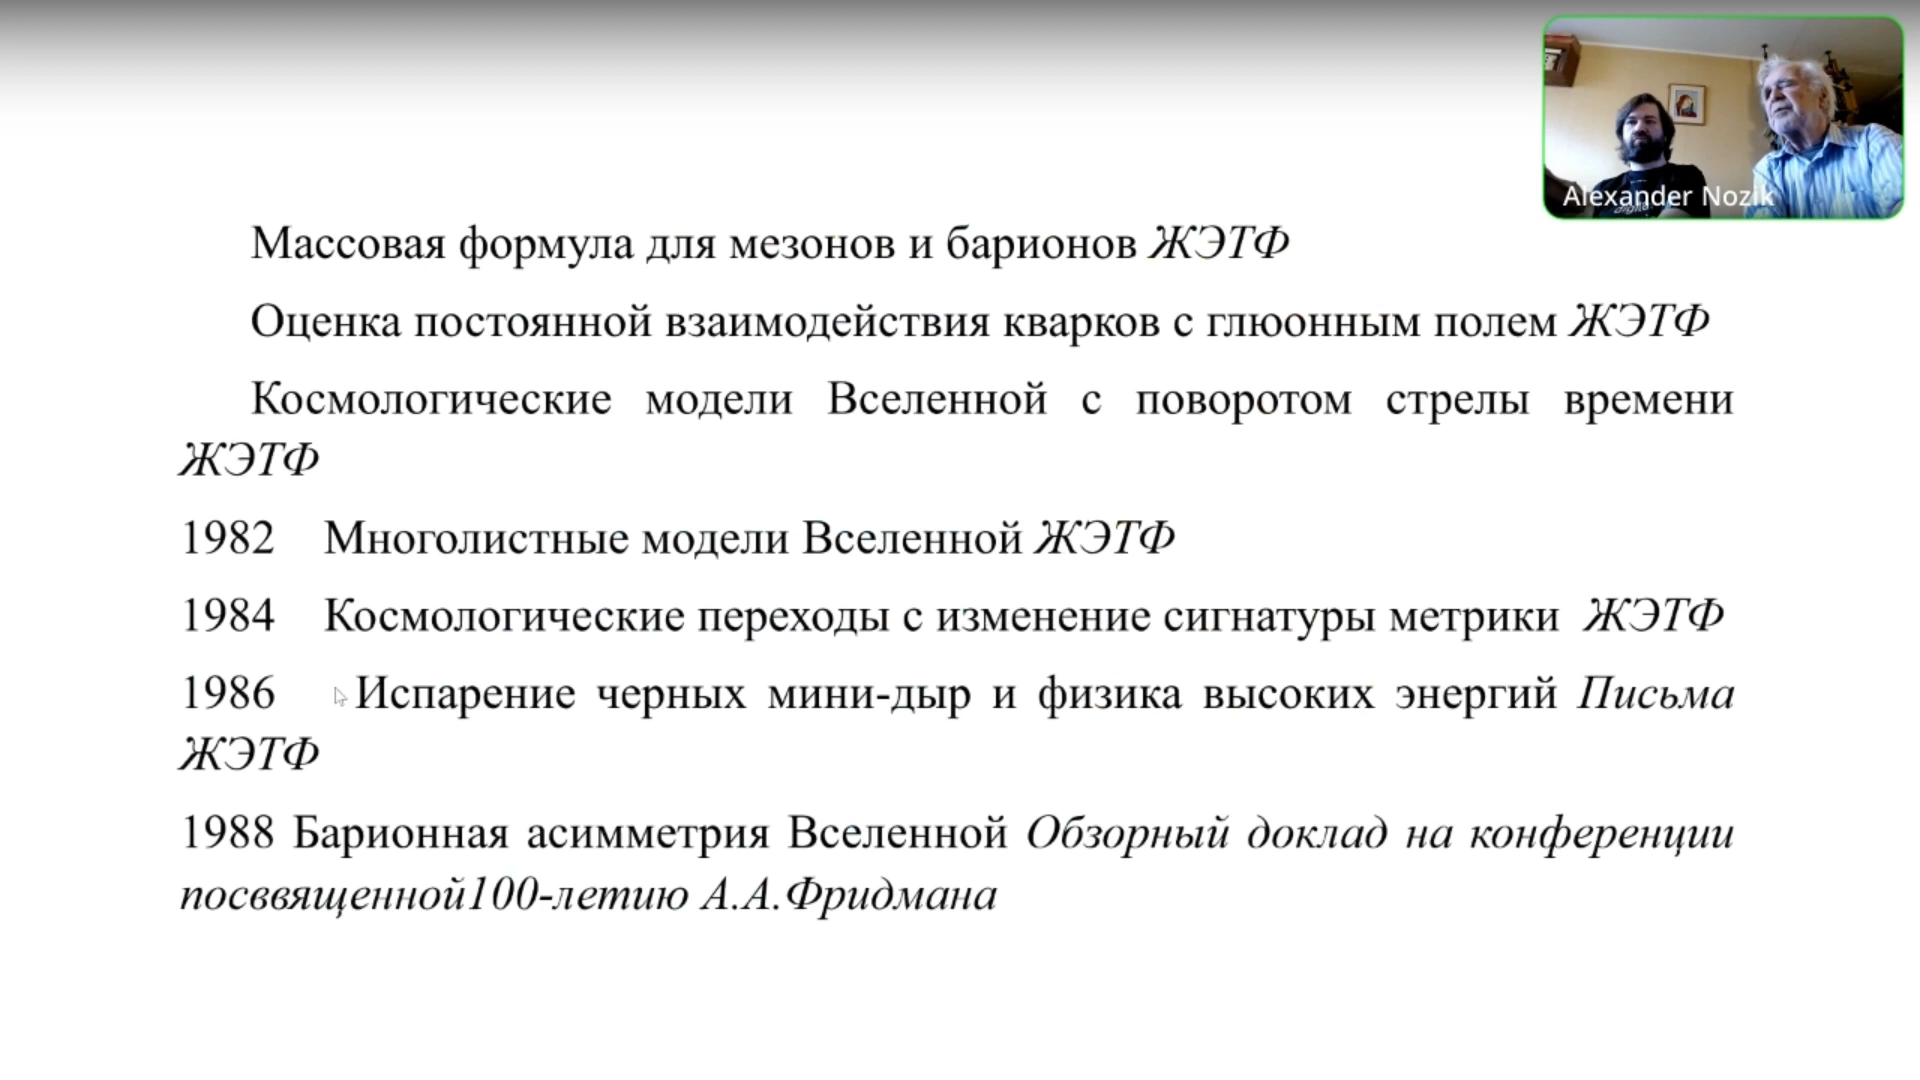 Alexander Nozik
Массовая формула для мезонов и барионов ЖЭТФ
Оценка постоянной взаимодействия кварков с глюонным полем ЖЭТФ
Космологические модели Вселенной с поворотом стрелы времени
ЖЭТФ
1982 Многолистные модели Вселенной ЖЭТФ
1984 Космологические переходы с изменение сигнатуры метрики ЖЭТФ
1986 Испарение черных мини-дыр и физика высоких энергий Письма
ЖЭТФ
1988 Барионная асимметрия Вселенной Обзорный доклад на конференции
посввященной100-летию А.А.Фридмана